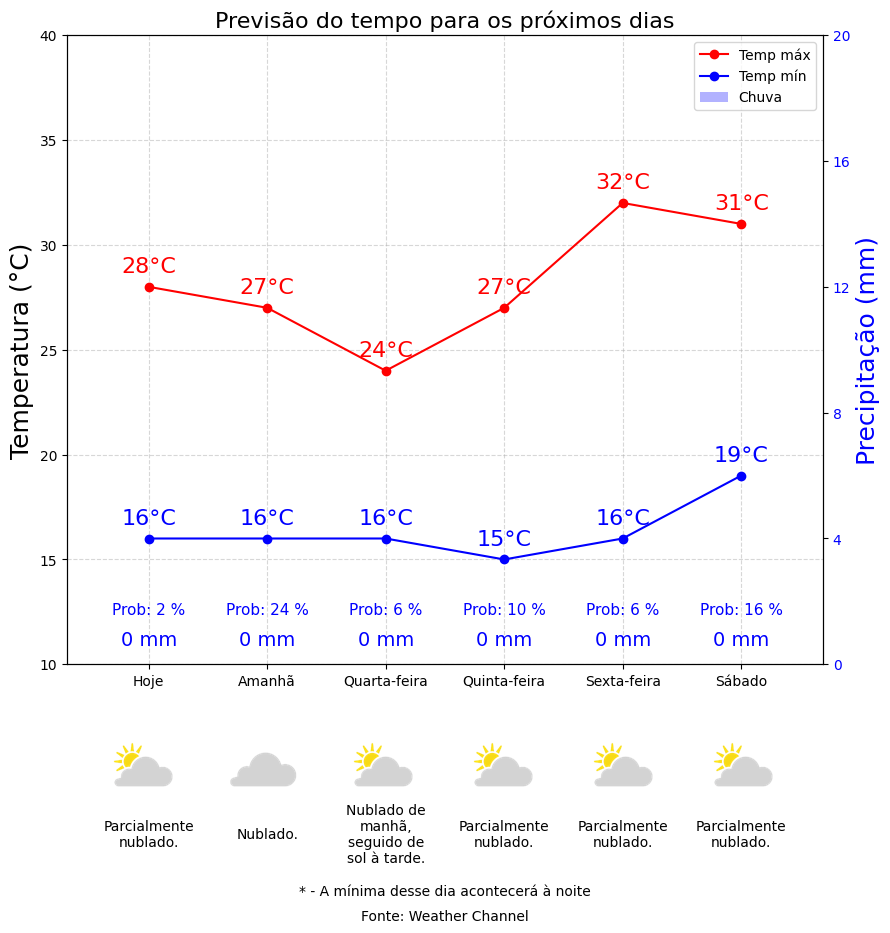 Previsão do tempo para os próximos dias
Temp máx
Temp mín
Chuva
Temperatura (°C)
40
35
30
25
20
15
10
Precipitação (mm)
20
16
12
8
4
0
28°C
27°C
24°C
27°C
32°C
31°C
16°C
16°C
16°C
15°C
16°C
19°C
Prob: 2 %
Prob: 24 %
Prob: 6 %
Prob: 10 %
Prob: 6 %
Prob: 16 %
0 mm
0 mm
0 mm
0 mm
0 mm
0 mm
Hoje
Amanhã
Quarta-feira
Quinta-feira
Sexta-feira
Sábado
Parcialmente
nublado.
Nublado.
Nublado de
manhã,
seguido de
sol à tarde.
Parcialmente
nublado.
Parcialmente
nublado.
Parcialmente
nublado.
* - A mínima desse dia acontecerá à noite
Fonte: Weather Channel